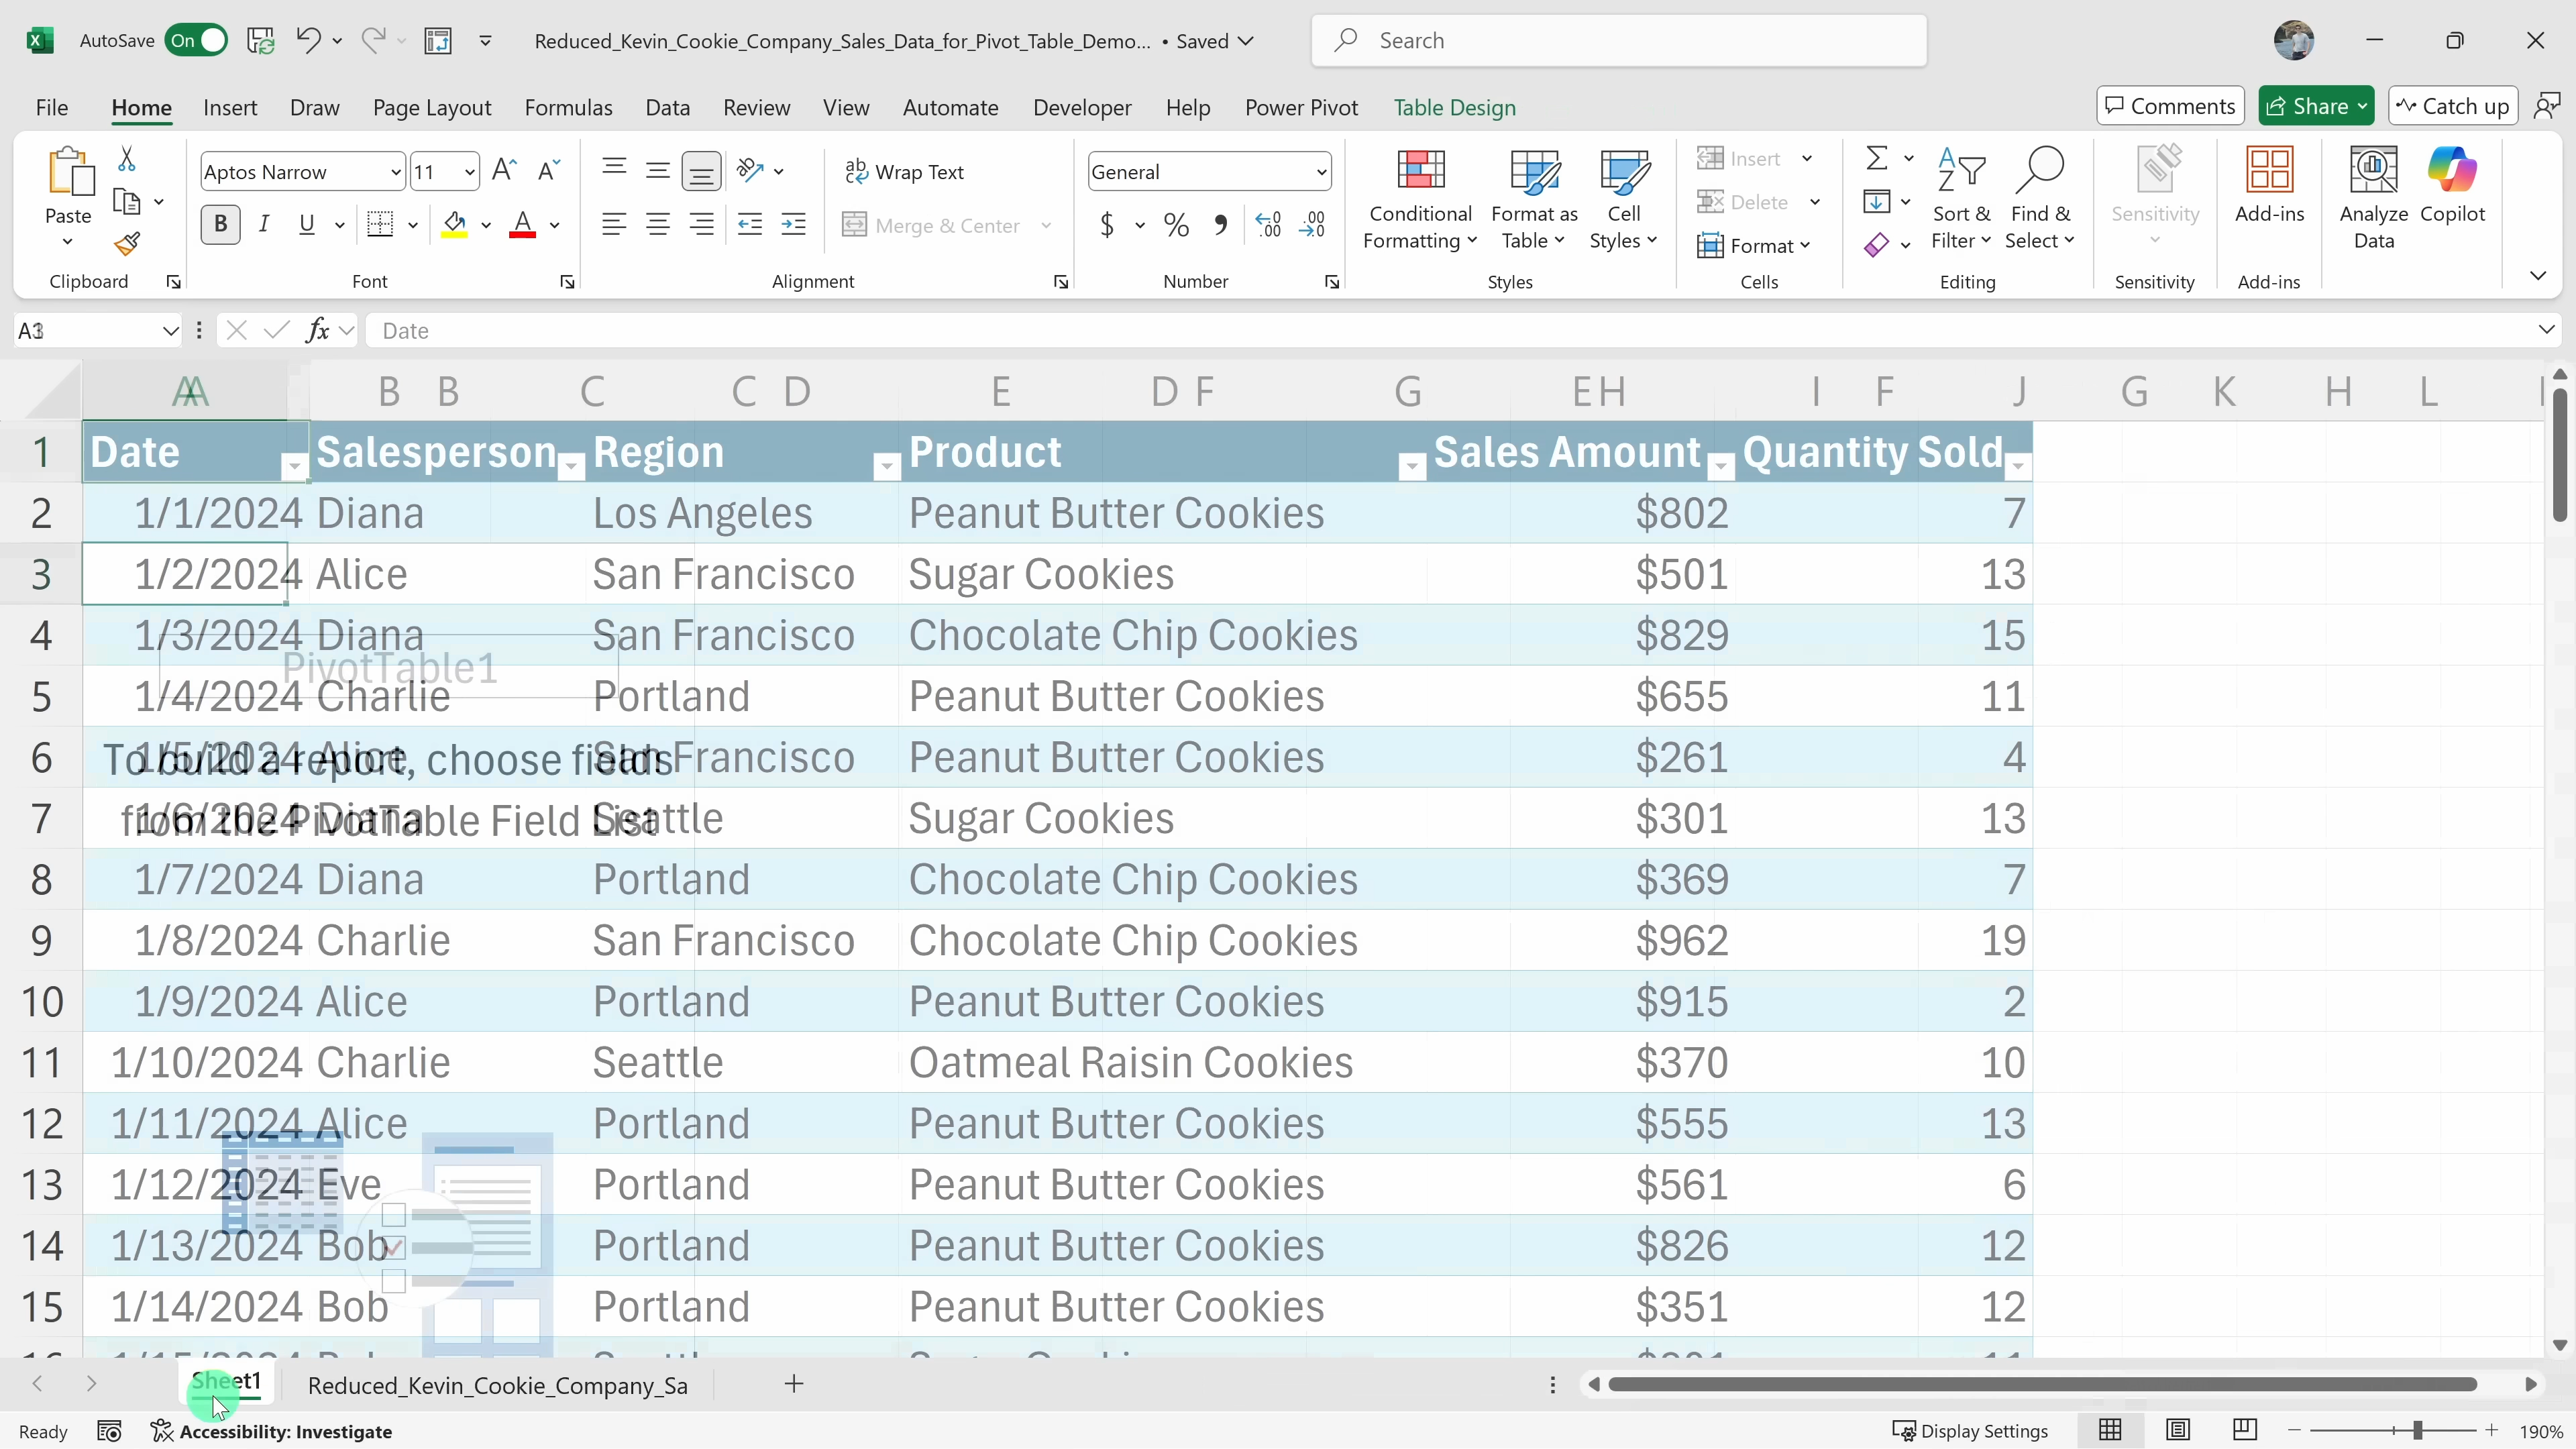 AutoSave On Reduced_Kevin_Cookie_Company_Sales_Data_for_Pivot_Table_Demo... • Saved Search
File Home Insert Draw Page Layout Formulas Data Review View Automate Developer Help Power Pivot Table Design Comments Share Catch up
Aptos Narrow 11 Wrap Text General Insert
Paste Conditional Formatting Format as Table Cell Styles Delete Sort & Filter Find & Select Sensitivity Add-ins Analyze Data Copilot
B I U Merge & Center $ % Format
Clipboard Font Alignment Number Styles Cells Editing Sensitivity Add-ins
fx Date
A A B B C C D E D F G E H I F J G K H L
1 Date Salesperson Region Product Sales Amount Quantity Sold
2 1/1/2024 Diana Los Angeles Peanut Butter Cookies $802 7
3 1/2/2024 Alice San Francisco Sugar Cookies $501 13
4 1/3/2024 Diana San Francisco Chocolate Chip Cookies $829 15
PivotTable1
5 1/4/2024 Charlie Portland Peanut Butter Cookies $655 11
6 1/5/2024 Alice San Francisco Peanut Butter Cookies $261 4
To build a report, choose fields
7 1/6/2024 Diana Seattle Sugar Cookies $301 13
from the PivotTable Field List
8 1/7/2024 Diana Portland Chocolate Chip Cookies $369 7
9 1/8/2024 Charlie San Francisco Chocolate Chip Cookies $962 19
10 1/9/2024 Alice Portland Peanut Butter Cookies $915 2
11 1/10/2024 Charlie Seattle Oatmeal Raisin Cookies $370 10
12 1/11/2024 Alice Portland Peanut Butter Cookies $555 13
13 1/12/2024 Eve Portland Peanut Butter Cookies $561 6
14 1/13/2024 Bob Portland Peanut Butter Cookies $826 12
15 1/14/2024 Bob Portland Peanut Butter Cookies $351 12
Sheet1 Reduced_Kevin_Cookie_Company_Sa
Ready Accessibility: Investigate Display Settings 190%